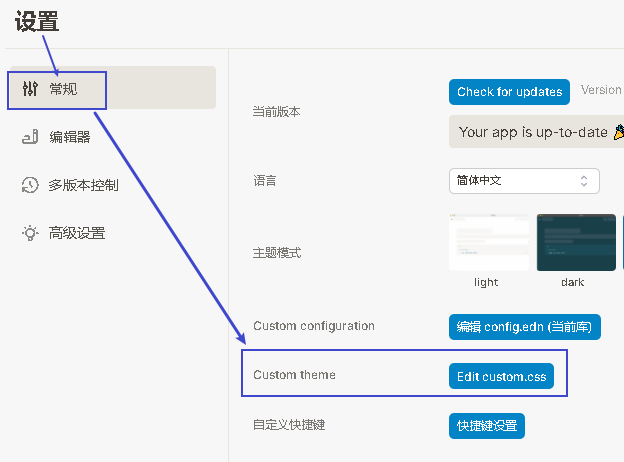 设置
常规
编辑器
多版本控制
高级设置
当前版本
Check for updates
Version
Your app is up-to-date 🎉
语言
简体中文
主题模式
light
dark
Custom configuration
编辑 config.edn (当前库)
Custom theme
Edit custom.css
自定义快捷键
快捷键设置